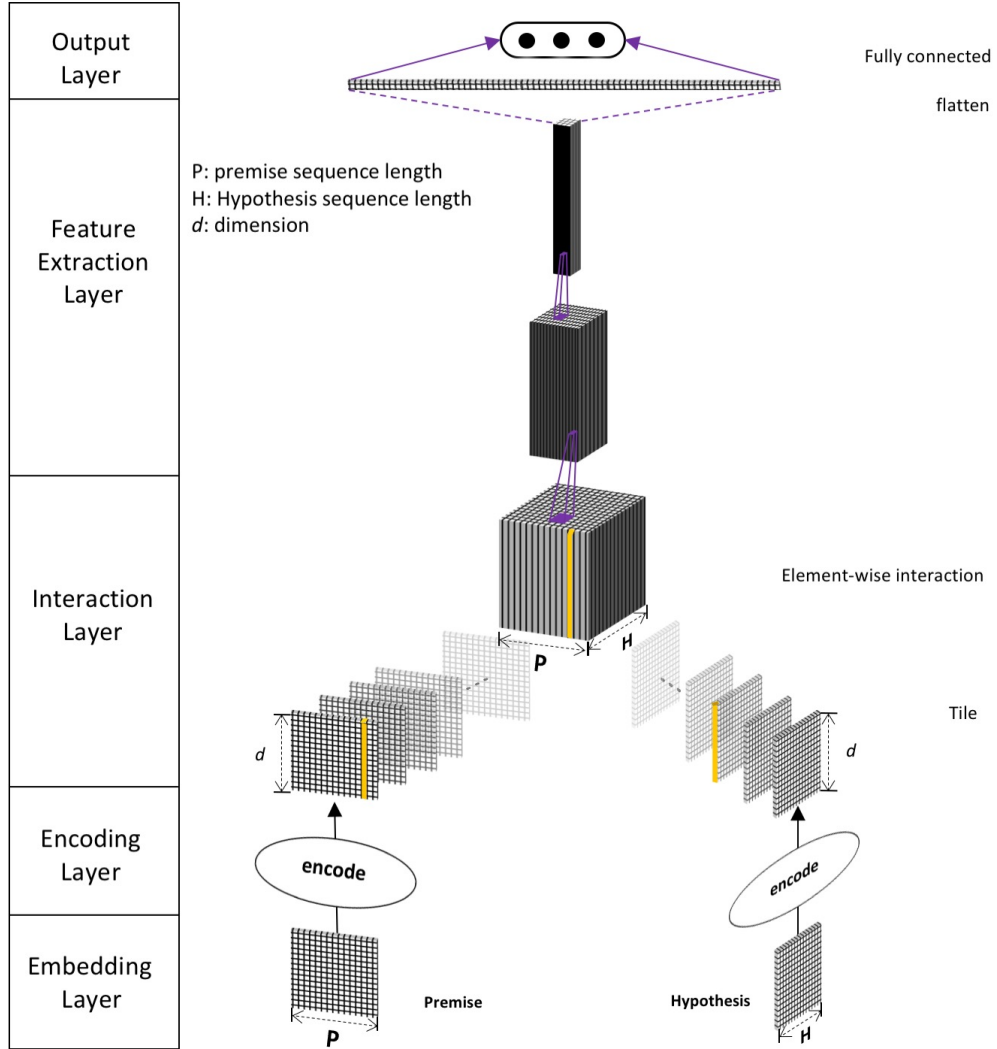 Output
Layer
Fully connected
flatten
P: premise sequence length
H: Hypothesis sequence length
d: dimension
Feature
Extraction
Layer
Element-wise interaction
Interaction
Layer
P
H
Tile
d
d
Encoding
Layer
encode
encode
Embedding
Layer
Premise
Hypothesis
P
H